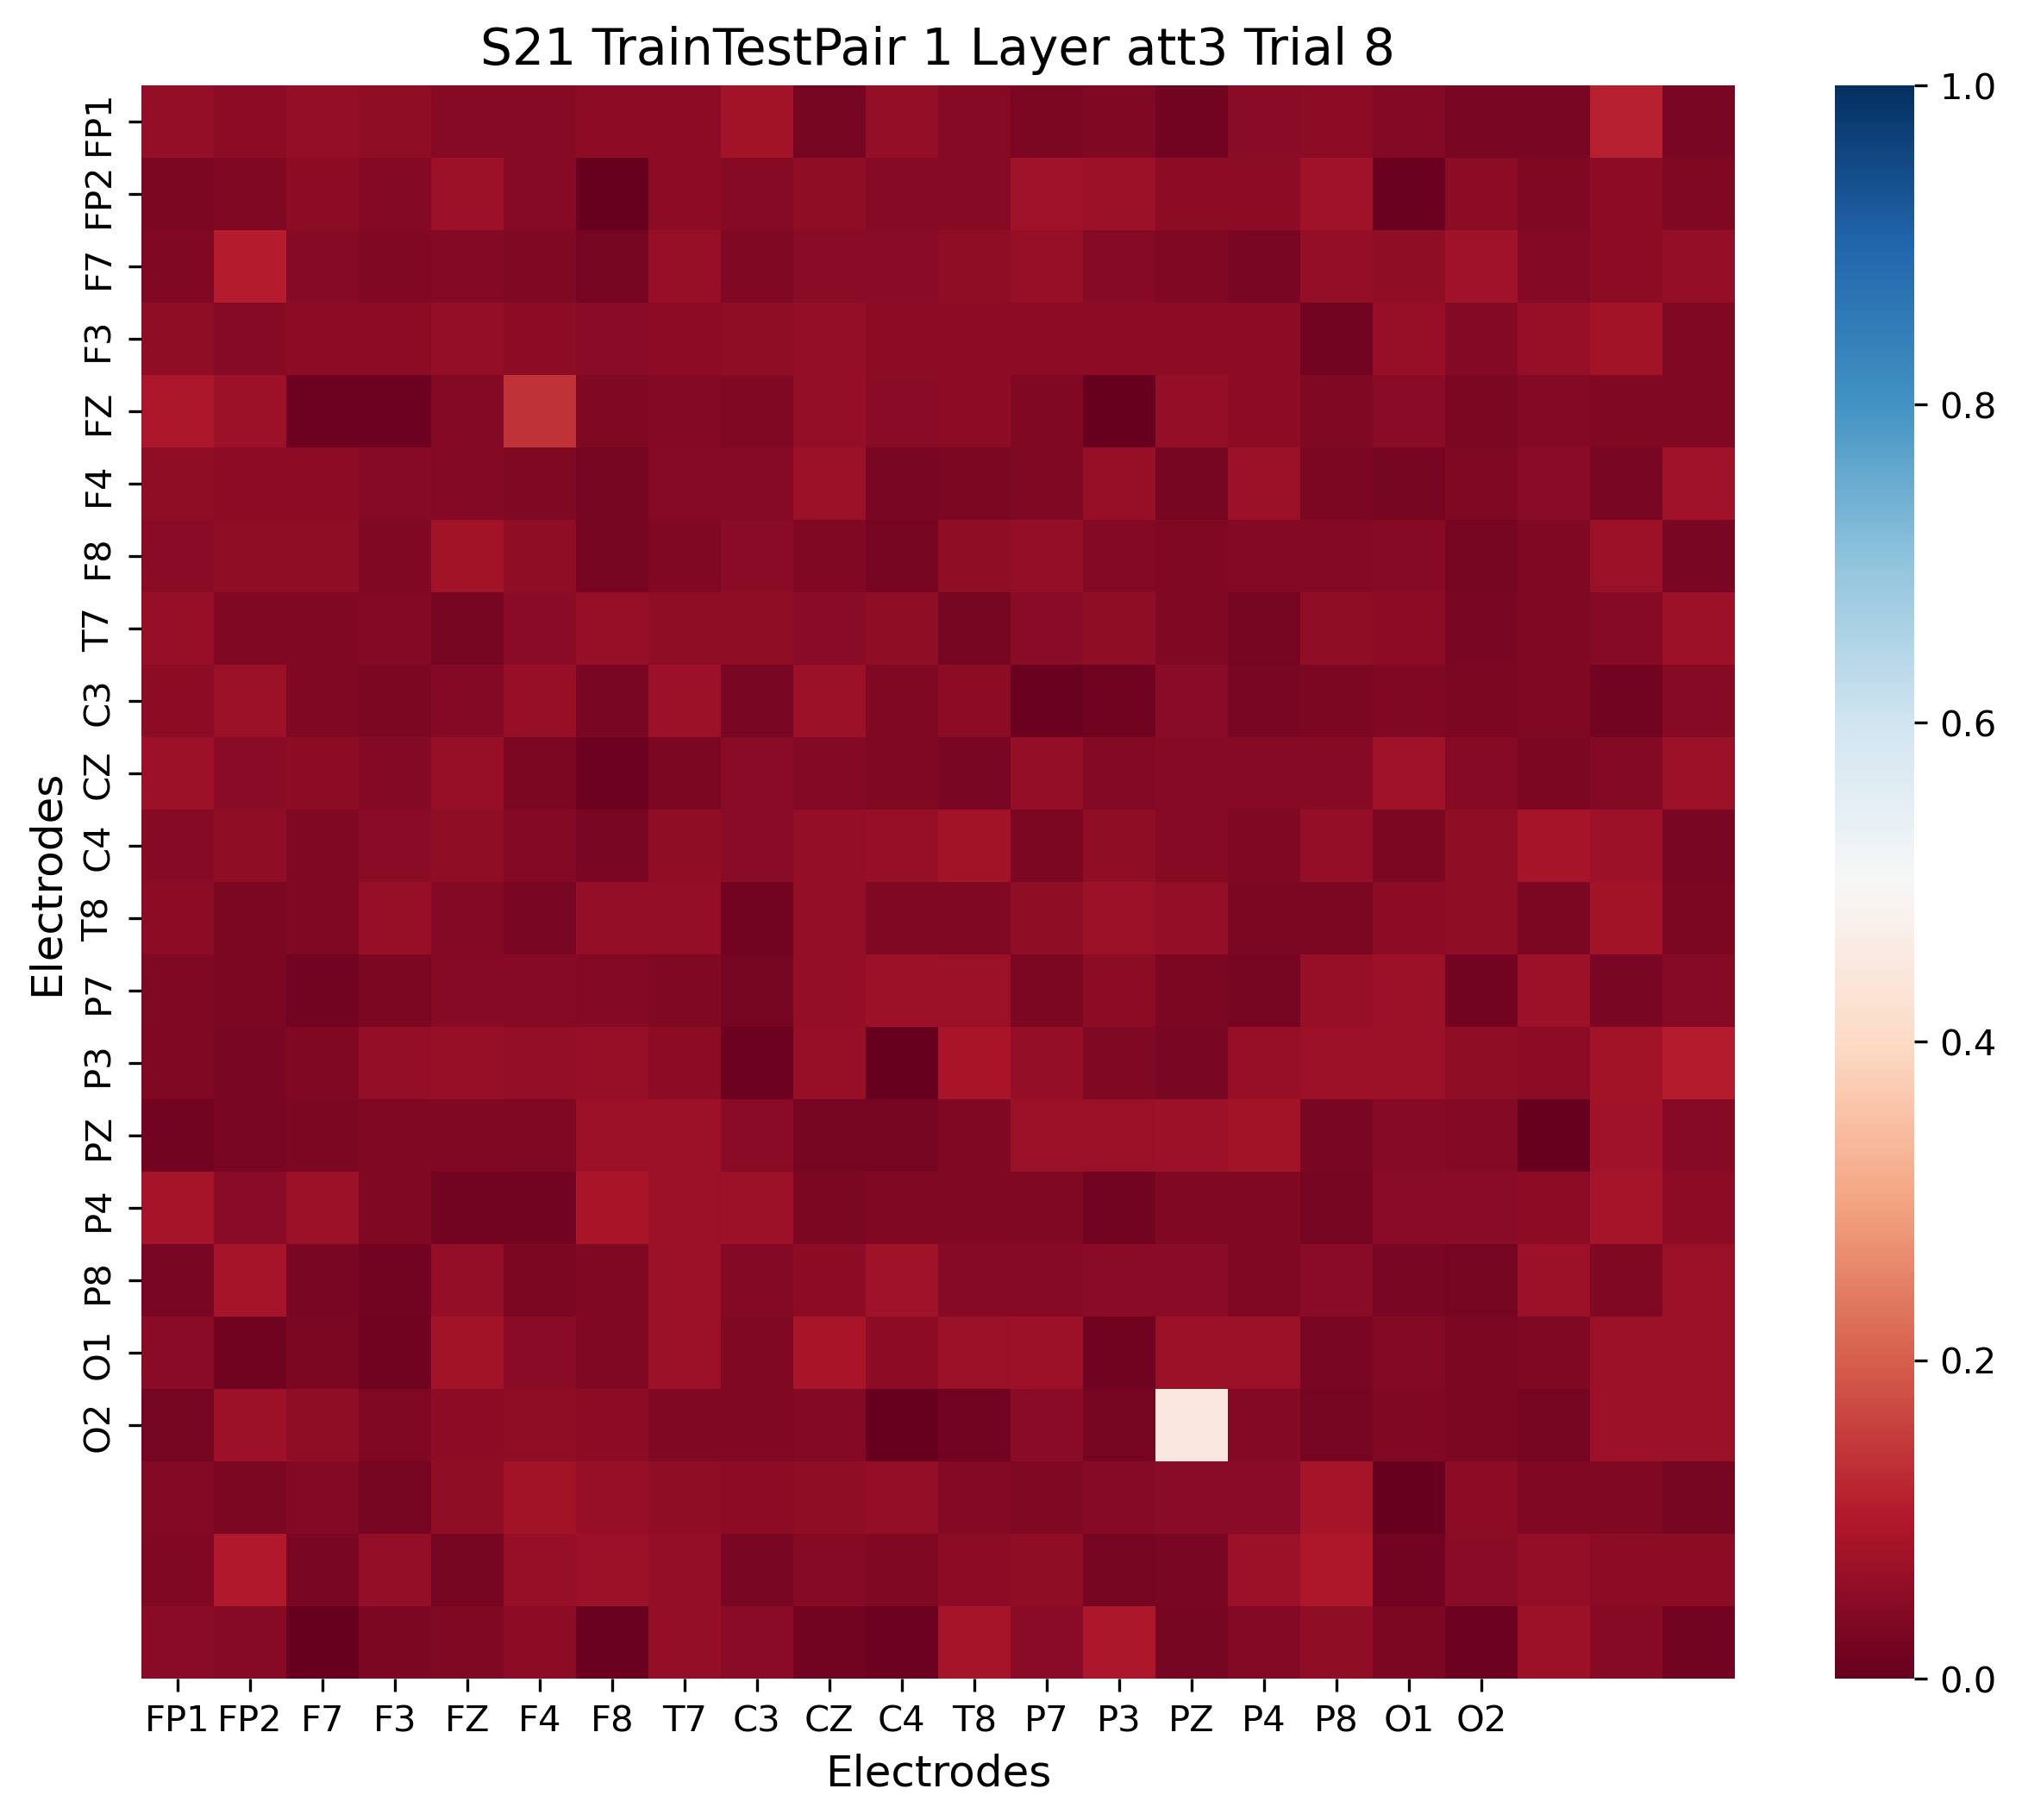 S21 TrainTestPair 1 Layer att3 Trial 8
Electrodes
FP1
FP2
F7
F3
FZ
F4
F8
T7
C3
CZ
C4
T8
P7
P3
PZ
P4
P8
O1
O2
FP1 FP2 F7 F3 FZ F4 F8 T7 C3 CZ C4 T8 P7 P3 PZ P4 P8 O1 O2
Electrodes
1.0
0.8
0.6
0.4
0.2
0.0